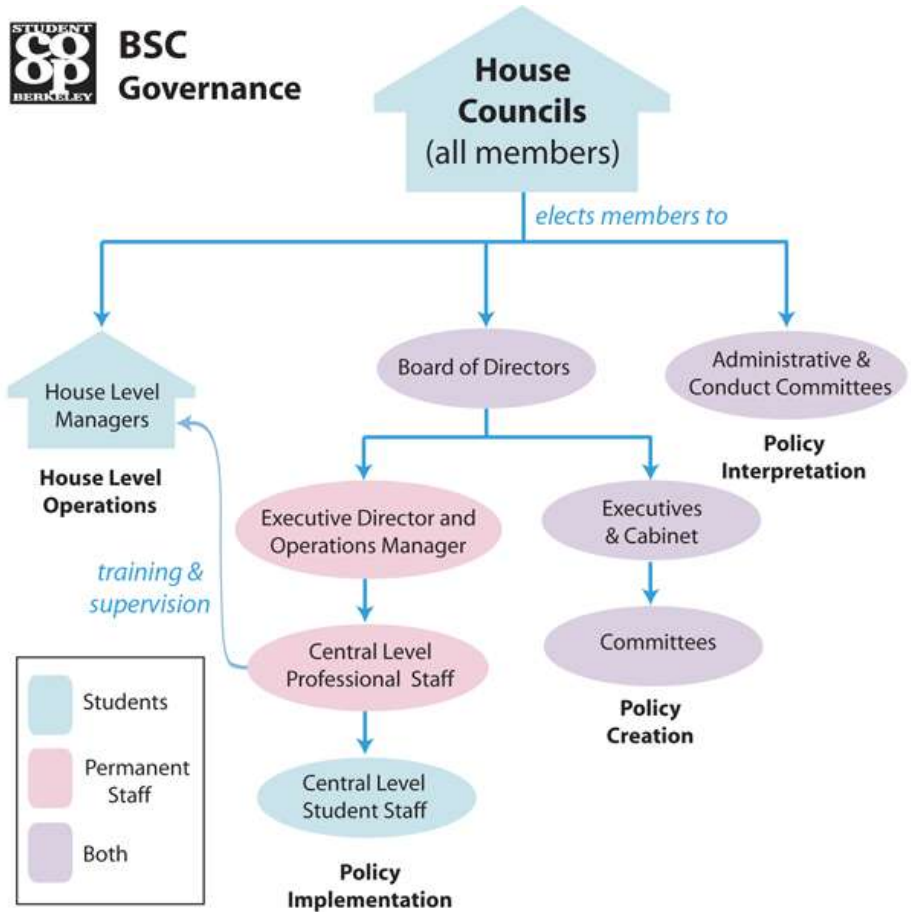 STUDENT
CO
OP
BERKELEY
BSC
Governance
House
Councils
(all members)
elects members to
House Level
Managers
House Level
Operations
Board of Directors
Administrative &
Conduct Committees
Policy
Interpretation
Executive Director and
Operations Manager
Executives
& Cabinet
training &
supervision
Central Level
Professional Staff
Committees
Policy
Creation
Central Level
Student Staff
Policy
Implementation
Students
Permanent
Staff
Both